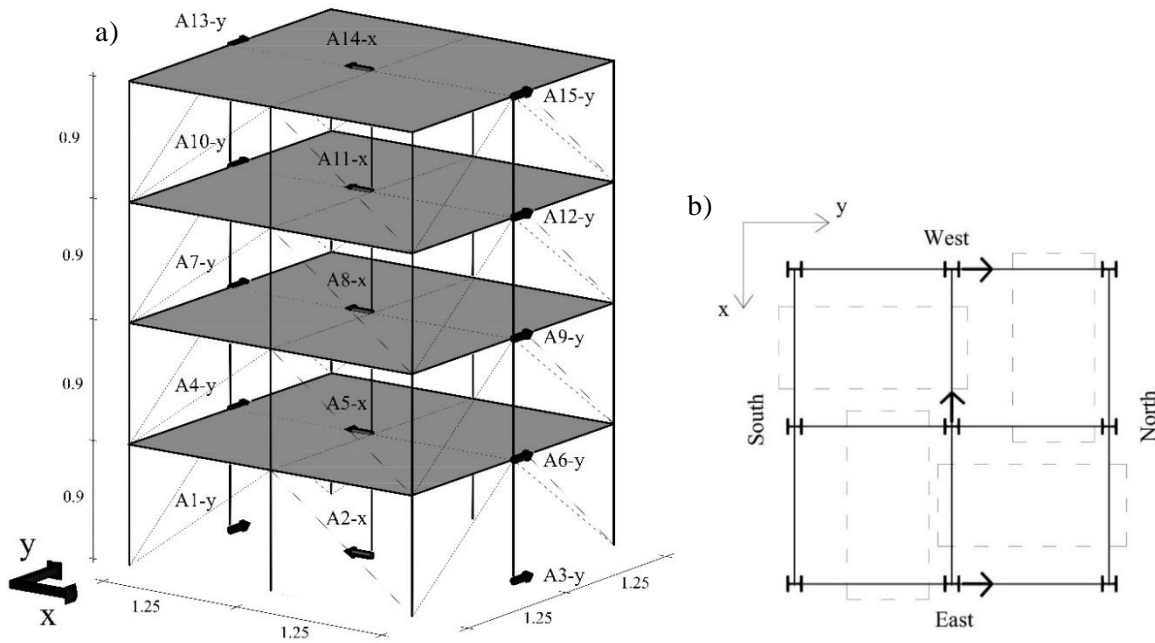 a)
A13-y
A14-x
A15-y
0.9
A10-y
A11-x
A12-y
0.9
A7-y
A8-x
A9-y
0.9
A4-y
A5-x
A6-y
0.9
A1-y
A2-x
A3-y
y
x
1.25
1.25
1.25
1.25
b)
y
x
West
South
North
East